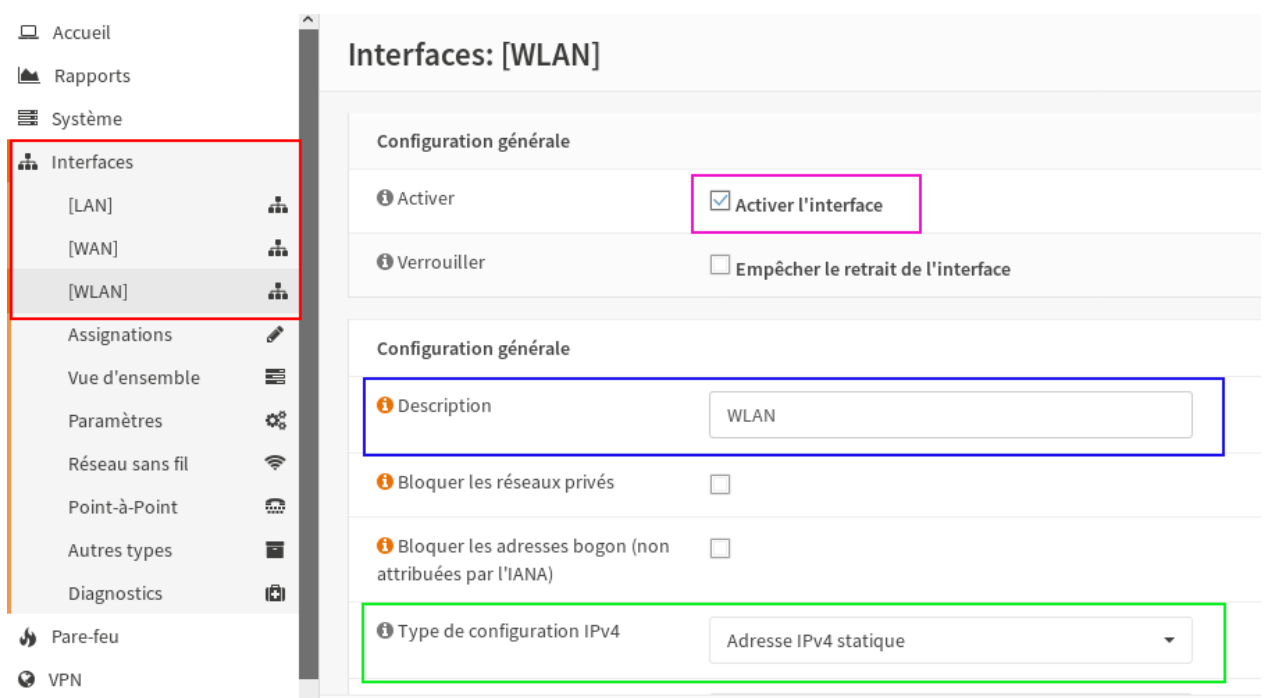 Accueil
Rapports
Système
Interfaces
[LAN]
[WAN]
[WLAN]
Assignations
Vue d'ensemble
Paramètres
Réseau sans fil
Point-à-Point
Autres types
Diagnostics
Pare-feu
VPN
Interfaces: [WLAN]
Configuration générale
Activer
Activer l'interface
Verrouiller
Empêcher le retrait de l'interface
Configuration générale
Description
WLAN
Bloquer les réseaux privés
Bloquer les adresses bogon (non
attribuées par l'IANA)
Type de configuration IPv4
Adresse IPv4 statique